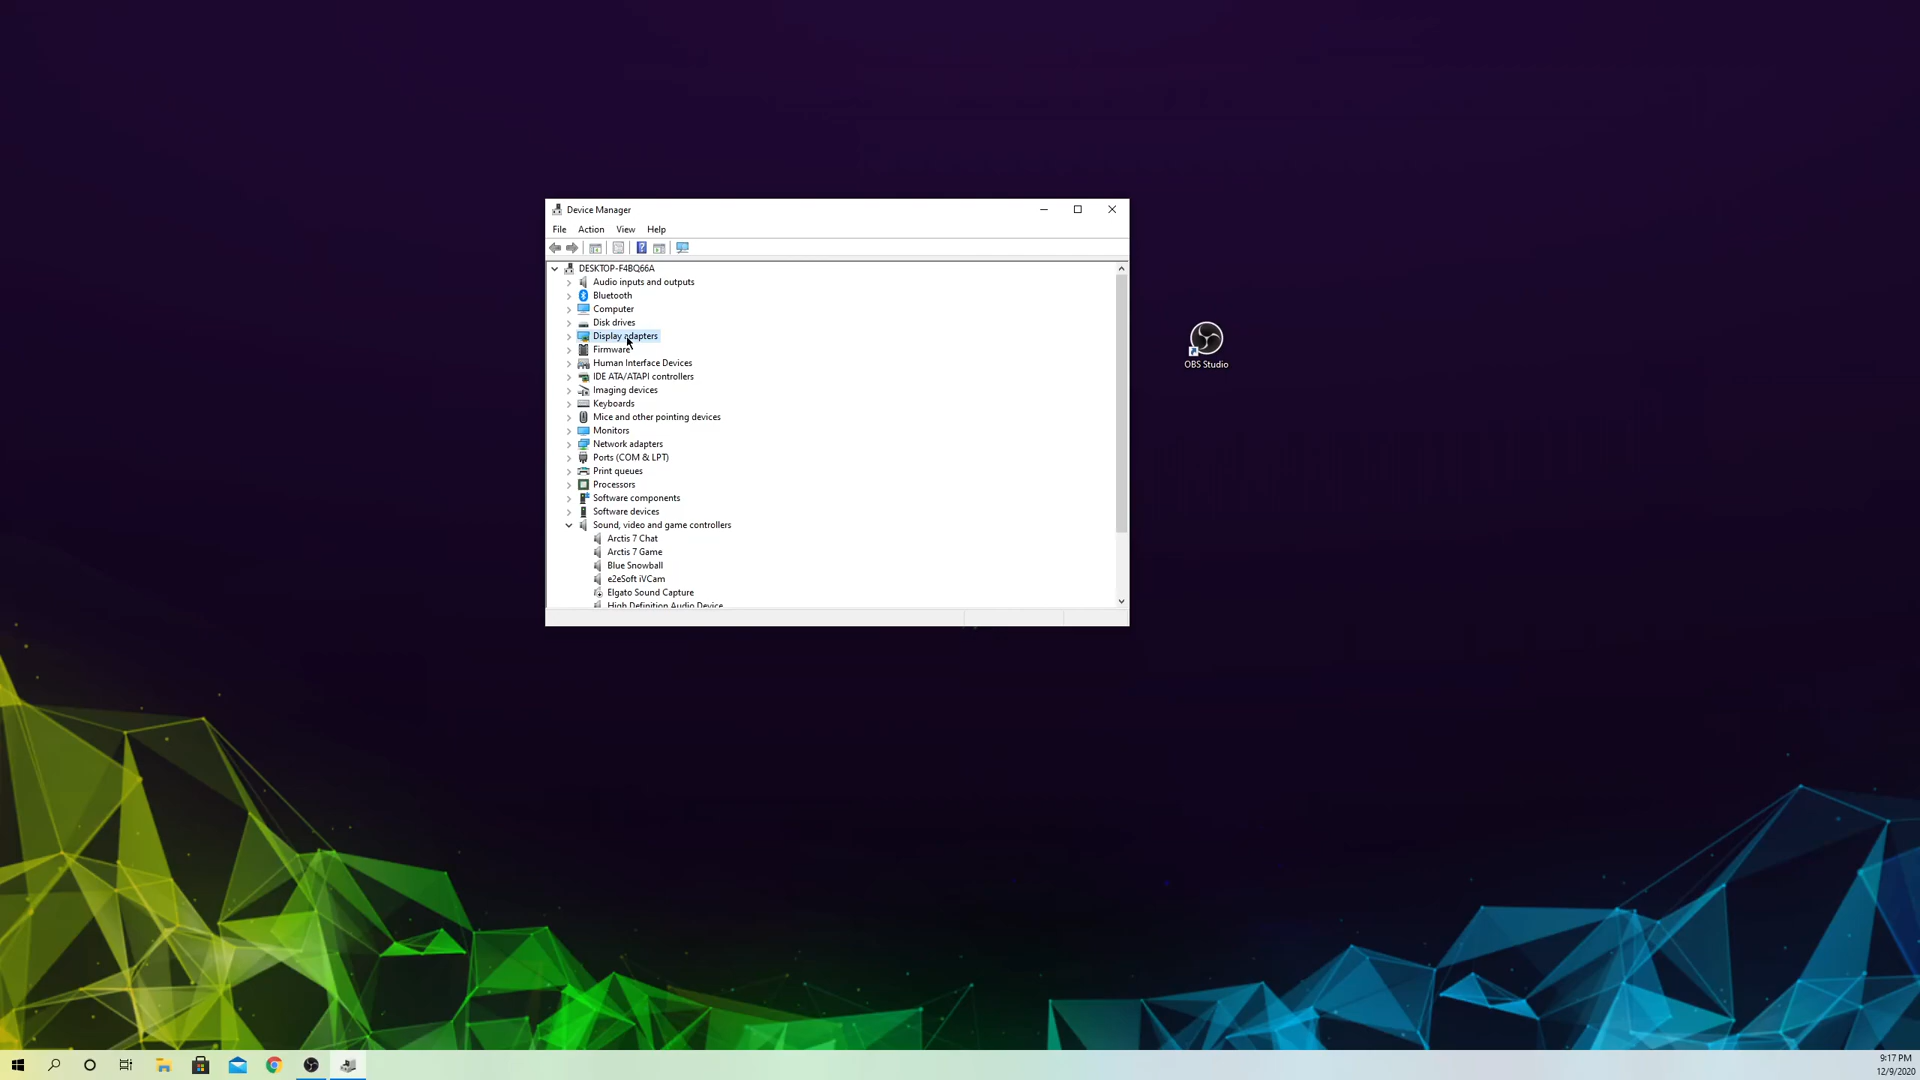 Device Manager
File Action View Help
DESKTOP-F4BQ66A
Audio inputs and outputs
Bluetooth
Computer
Disk drives
Display adapters
Firmware
Human Interface Devices
IDE ATA/ATAPI controllers
Imaging devices
Keyboards
Mice and other pointing devices
Monitors
Network adapters
Ports (COM & LPT)
Print queues
Processors
Software components
Software devices
Sound, video and game controllers
Arctis 7 Chat
Arctis 7 Game
Blue Snowball
e2eSoft iVCam
Elgato Sound Capture
High Definition Audio Device
OBS Studio
9:17 PM
12/9/2020